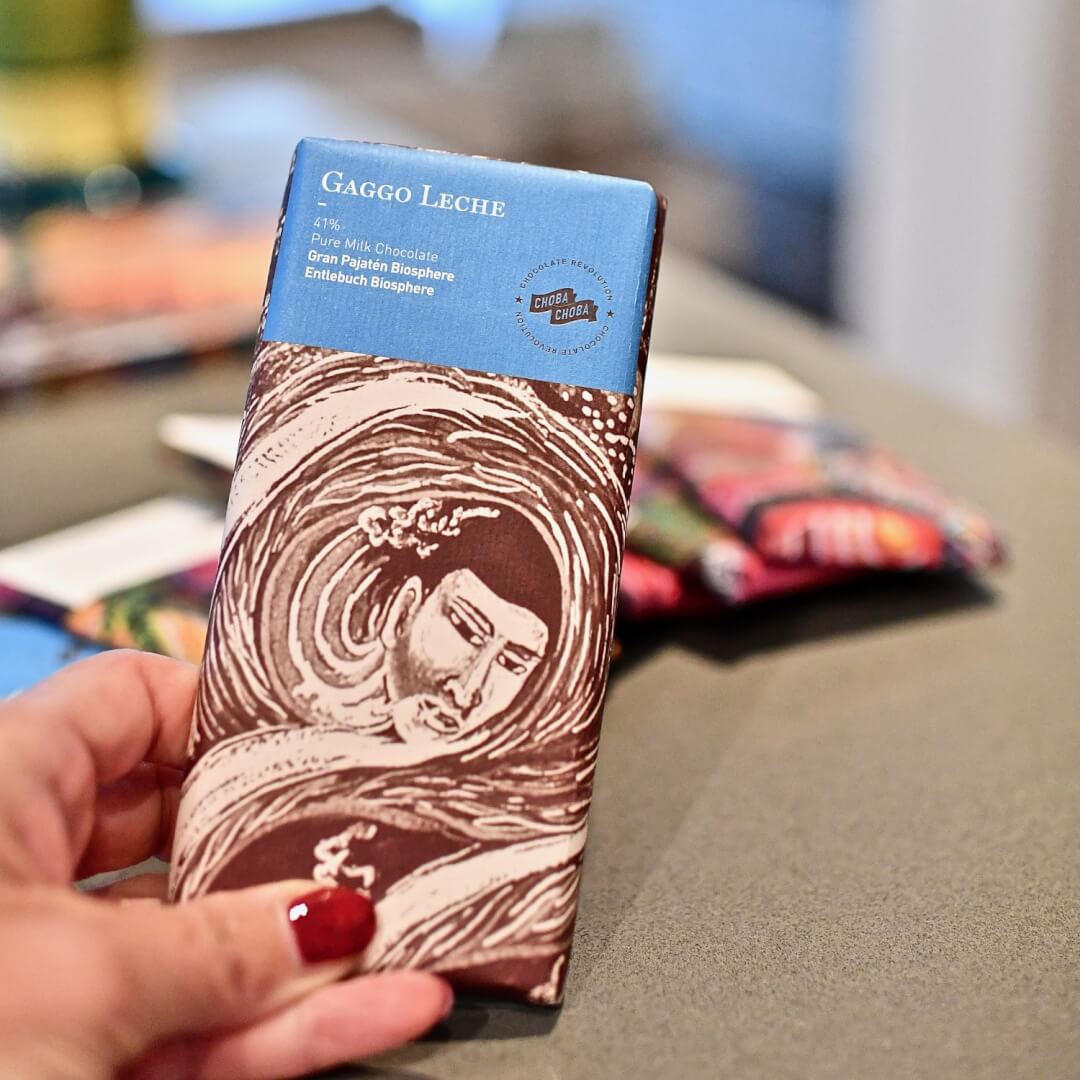 GAGGO LECHE
41%
Pure Milk Chocolate
Gran Pajatén Biosphere
Entlebuch Biosphere
CHOCOLATE REVOLUTION
CHOBA
CHOBA
CHOCOLATE REVOLUTION